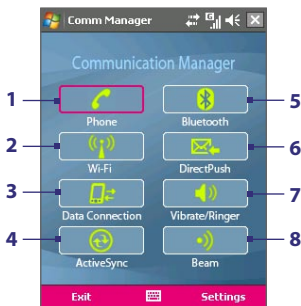 Comm Manager
Communication Manager
1 Phone
Bluetooth 5
2 Wi-Fi
DirectPush 6
3 Data Connection
Vibrate/Ringer 7
4 ActiveSync
Beam 8
Exit Settings